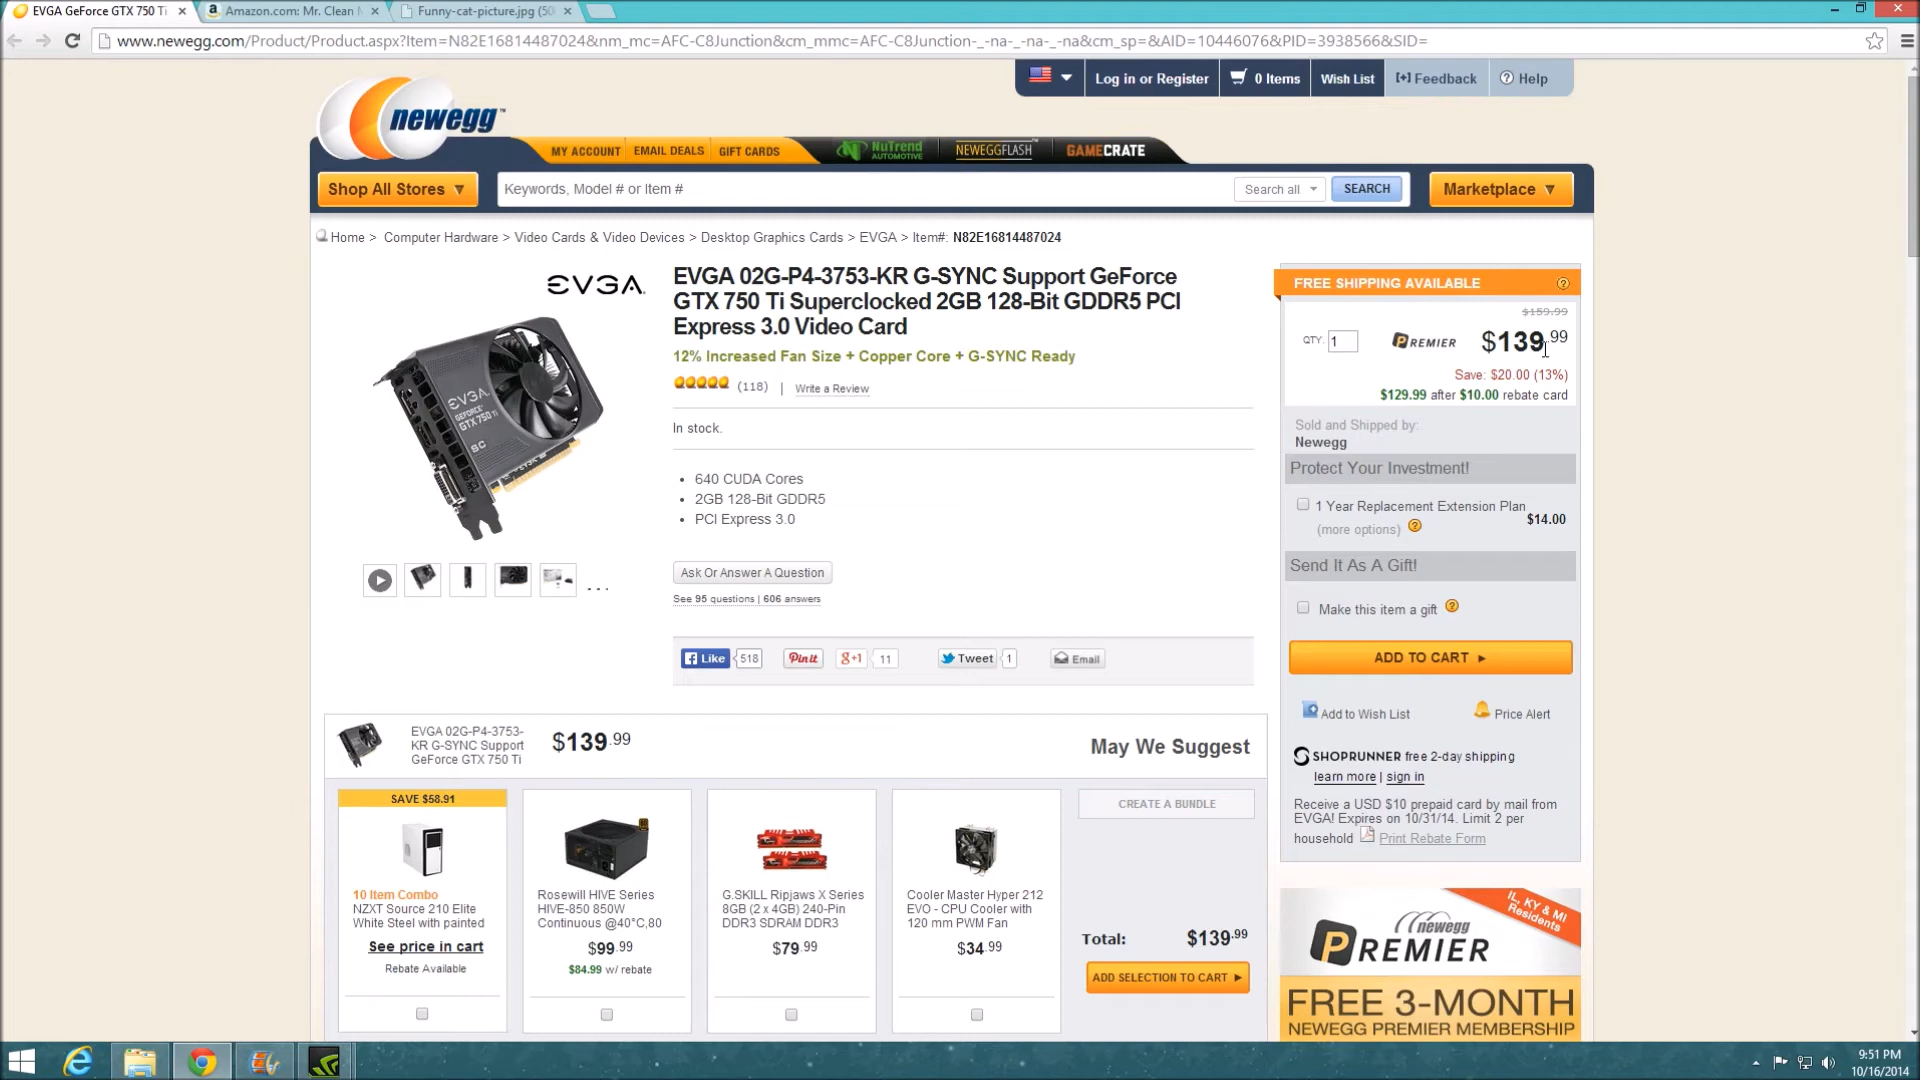 EVGA GeForce GTX 750 Ti
Amazon.com: Mr. Clean
Funny-cat-picture.jpg (50
www.newegg.com/Product/Product.aspx?Item=N82E16814487024&nm_mc=AFC-C8Junction&cm_mmc=AFC-C8Junction-_-na-_-na-_-na&cm_sp=&AID=10446076&PID=3938566&SID=
Log in or Register
0 Items
Wish List
[+] Feedback
Help
newegg™
MY ACCOUNT
EMAIL DEALS
GIFT CARDS
NUTREND AUTOMOTIVE
NEWEGGFLASH™
GAMECRATE
Shop All Stores
Keywords, Model # or Item #
Search all
SEARCH
Marketplace
Home > Computer Hardware > Video Cards & Video Devices > Desktop Graphics Cards > EVGA > Item#: N82E16814487024
EVGA.
EVGA 02G-P4-3753-KR G-SYNC Support GeForce
GTX 750 Ti Superclocked 2GB 128-Bit GDDR5 PCI
Express 3.0 Video Card
12% Increased Fan Size + Copper Core + G-SYNC Ready
(118) | Write a Review
In stock.
• 640 CUDA Cores
• 2GB 128-Bit GDDR5
• PCI Express 3.0
EVGA
GEFORCE
GTX 750 Ti
SC
...
Ask Or Answer A Question
See 95 questions | 606 answers
Like 518
Pin it
g+1 11
Tweet 1
Email
FREE SHIPPING AVAILABLE
$159.99
QTY: 1
PREMIER
$139.99
Save: $20.00 (13%)
$129.99 after $10.00 rebate card
Sold and Shipped by:
Newegg
Protect Your Investment!
1 Year Replacement Extension Plan
(more options)
$14.00
Send It As A Gift!
Make this item a gift
ADD TO CART
Add to Wish List
Price Alert
SHOPRUNNER free 2-day shipping
learn more | sign in
Receive a USD $10 prepaid card by mail from
EVGA! Expires on 10/31/14. Limit 2 per
household Print Rebate Form
EVGA 02G-P4-3753-
KR G-SYNC Support
GeForce GTX 750 Ti
$139.99
May We Suggest
SAVE $58.91
10 Item Combo
NZXT Source 210 Elite
White Steel with painted
See price in cart
Rebate Available
Rosewill HIVE Series
HIVE-850 850W
Continuous @40°C,80
$99.99
$84.99 w/ rebate
G.SKILL Ripjaws X Series
8GB (2 x 4GB) 240-Pin
DDR3 SDRAM DDR3
$79.99
Cooler Master Hyper 212
EVO - CPU Cooler with
120 mm PWM Fan
$34.99
CREATE A BUNDLE
Total: $139.99
ADD SELECTION TO CART
IL, KY & MI
Residents
newegg
PREMIER
FREE 3-MONTH
NEWEGG PREMIER MEMBERSHIP
9:51 PM
10/16/2014